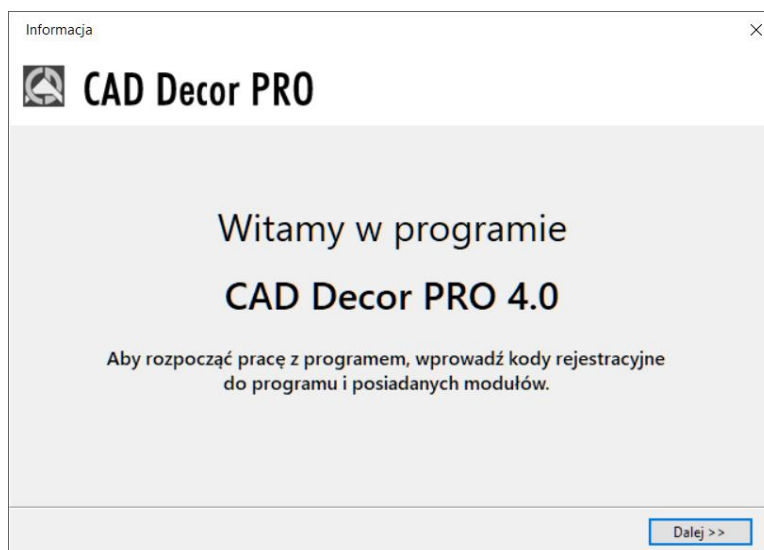 Informacja
CAD Decor PRO
Witamy w programie
CAD Decor PRO 4.0
Aby rozpocząć pracę z programem, wprowadź kody rejestracyjne
do programu i posiadanych modułów.
Dalej >>